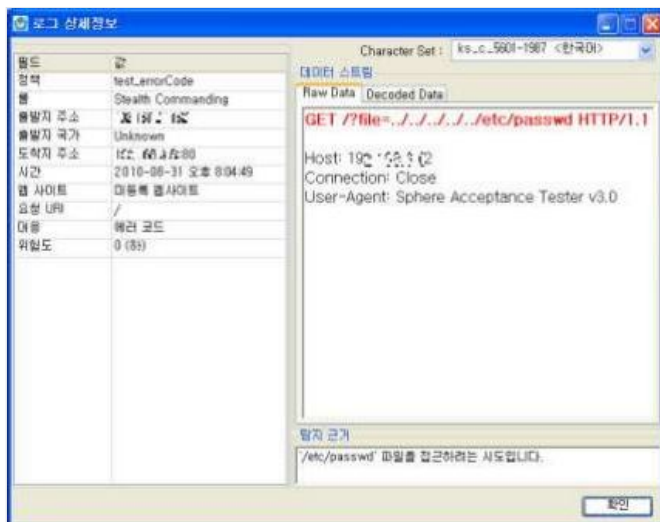 로그 상세정보
Character Set : ks_c_5601-1987 <한국어>
필드 값
정책 test_errorCode
룰 Stealth Commanding
출발지 주소
출발지 국가 Unknown
도착지 주소
시간 2010-08-31 오후 8:04:49
웹 사이트 미등록 웹사이트
요청 URI /
대응 에러 코드
위험도 0 (하)
데이터 스트림
Raw Data Decoded Data
GET /?file=../../../../../etc/passwd HTTP/1.1
Host:
Connection: Close
User-Agent: Sphere Acceptance Tester v3.0
탐지 근거
'/etc/passwd' 파일를 접근하려는 시도입니다.
확인